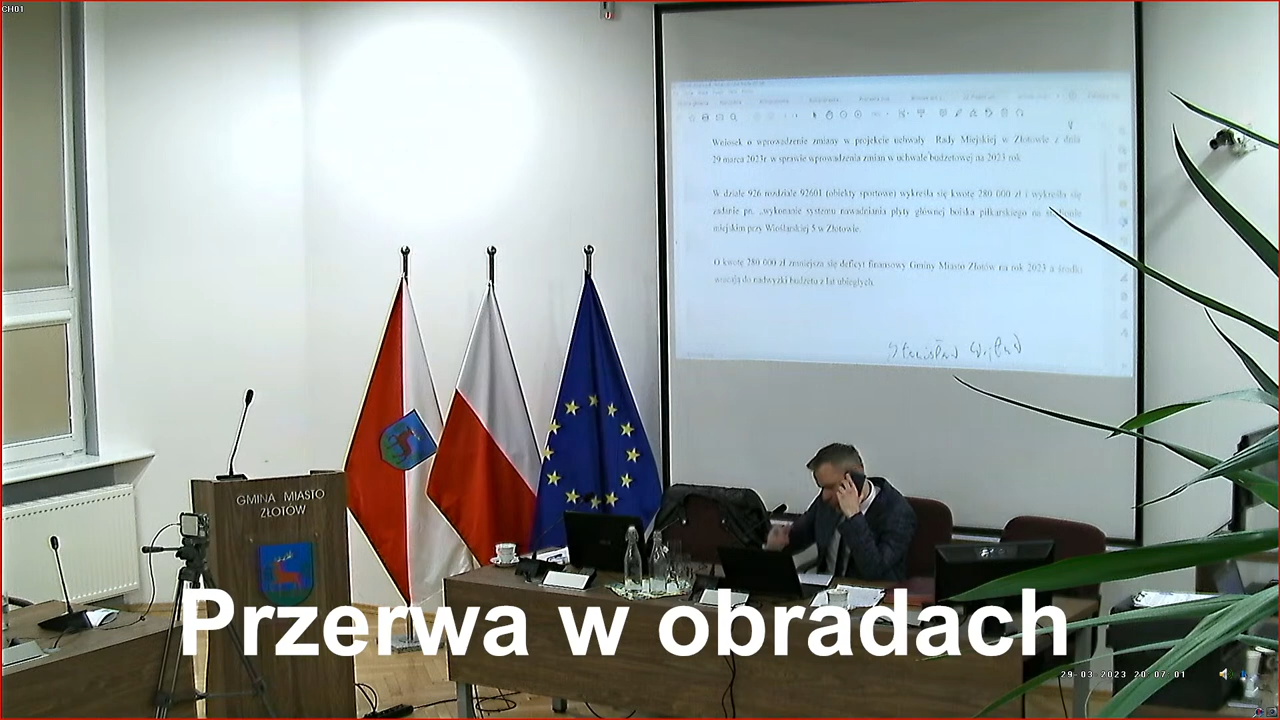 CH01
Wniosek o wprowadzenie zmiany w projekcie uchwały Rady Miejskiej w Złotowie z dnia
29 marca 2023r. w sprawie wprowadzenia zmian w uchwale budżetowej na 2023 rok
W dziale 926 rozdziale 92601 (obiekty sportowe) wykreśla się kwotę 280 000 zł i wykreśla się
zadanie pn. „wykonanie systemu nawadniania płyty głównej boiska piłkarskiego na stadionie
miejskim przy Wioślarskiej 5 w Złotowie.
O kwotę 280 000 zł zmniejsza się deficyt finansowy Gminy Miasto Złotów na rok 2023 a środki
wracają do nadwyżki budżetu z lat ubiegłych.
GMINA MIASTO
ZŁOTÓW
Przerwa w obradach
29-03-2023 20:07:01